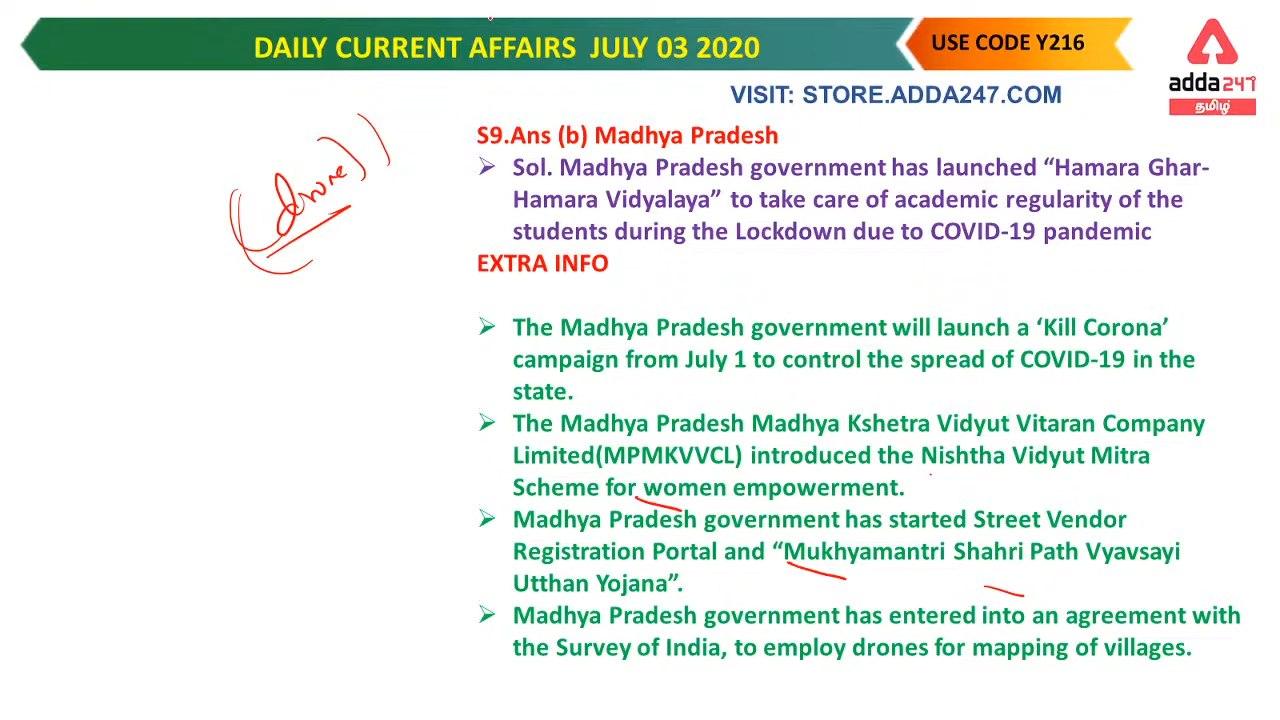 DAILY CURRENT AFFAIRS JULY 03 2020
USE CODE Y216
adda247
தமிழ்
VISIT: STORE.ADDA247.COM
drone
S9.Ans (b) Madhya Pradesh
➢ Sol. Madhya Pradesh government has launched “Hamara Ghar-
Hamara Vidyalaya” to take care of academic regularity of the
students during the Lockdown due to COVID-19 pandemic
EXTRA INFO
➢ The Madhya Pradesh government will launch a ‘Kill Corona’
campaign from July 1 to control the spread of COVID-19 in the
state.
➢ The Madhya Pradesh Madhya Kshetra Vidyut Vitaran Company
Limited(MPMKVVCL) introduced the Nishtha Vidyut Mitra
Scheme for women empowerment.
➢ Madhya Pradesh government has started Street Vendor
Registration Portal and “Mukhyamantri Shahri Path Vyavsayi
Utthan Yojana”.
➢ Madhya Pradesh government has entered into an agreement with
the Survey of India, to employ drones for mapping of villages.